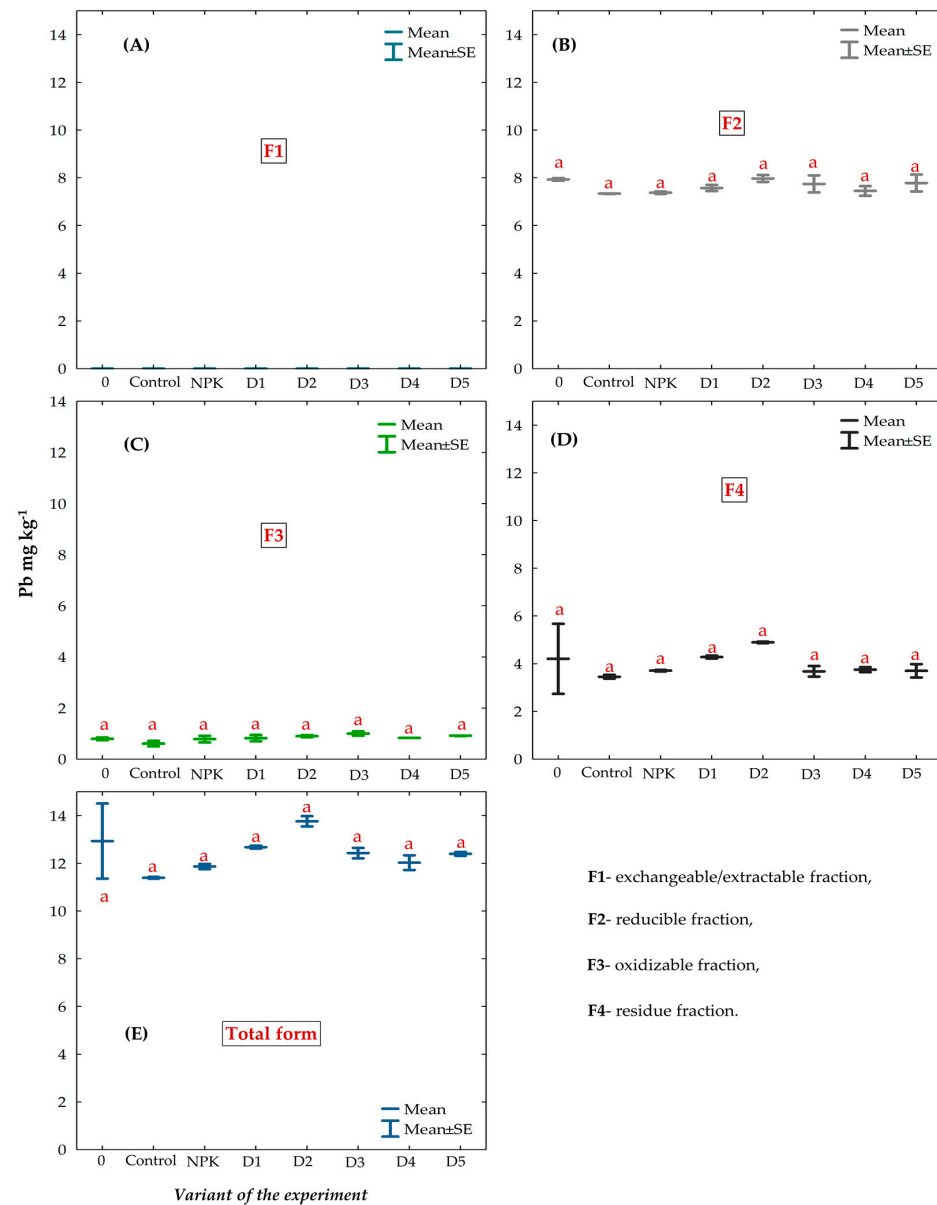 (A)
Mean
Mean±SE
F1
14
12
10
8
6
4
2
0
0 Control NPK D1 D2 D3 D4 D5
(B)
Mean
Mean±SE
F2
14
12
10
8
6
4
2
0
a a a a a a a a
0 Control NPK D1 D2 D3 D4 D5
Pb mg kg-1
(C)
Mean
Mean±SE
F3
14
12
10
8
6
4
2
0
a a a a a a a a
0 Control NPK D1 D2 D3 D4 D5
(D)
Mean
Mean±SE
F4
14
12
10
8
6
4
2
0
a a a a a a a a
0 Control NPK D1 D2 D3 D4 D5
14
12
10
8
6
4
2
0
a a a a a a a a
(E)
Total form
Mean
Mean±SE
0 Control NPK D1 D2 D3 D4 D5
Variant of the experiment
F1- exchangeable/extractable fraction,
F2- reducible fraction,
F3- oxidizable fraction,
F4- residue fraction.